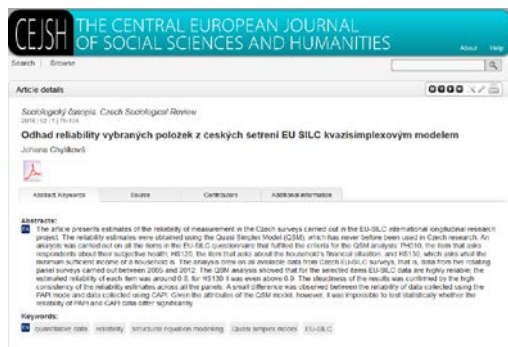 CEJSH THE CENTRAL EUROPEAN JOURNAL
OF SOCIAL SCIENCES AND HUMANITIES
About Help
Search | Browse
Article details
Sociologický časopis. Czech Sociological Review
Odhad reliability vybraných položek z českých šetření EU SILC kvazisimplexovým modelem
Johana Chylíková
Abstract, Keywords Source Contributors Additional information
Abstracts:
EN The article presents estimates of the reliability of measurement in the Czech surveys carried out in the EU-SILC international longitudinal research
project. The reliability estimates were obtained using the Quasi Simplex Model (QSM), which has never before been used in Czech research. An
analysis was carried out on all the items in the EU-SILC questionnaire that fulfilled the criteria for the QSM analysis: PH010, the item that asks
respondents about their subjective health; HS120, the item that asks about the household's financial situation; and HS130, which asks what the
minimum sufficient income of a household is. The analysis drew on all available data from Czech EU-SILC surveys, that is, data from five rotating
panel surveys carried out between 2005 and 2012. The QSM analysis showed that for the selected items EU-SILC data are highly reliable; the
estimated reliability of each item was around 0.8, for HS130 it was even above 0.9. The steadiness of the results was confirmed by the high
consistency of the reliability estimates across all the panels. A small difference was observed between the reliability of data collected using the
PAPI mode and data collected using CAPI. Given the attributes of the QSM model, however, it was impossible to test statistically whether the
reliability of PAPI and CAPI data differ significantly.
Keywords:
EN quantitative data reliability structural equation modeling Quasi simplex model EU-SILC